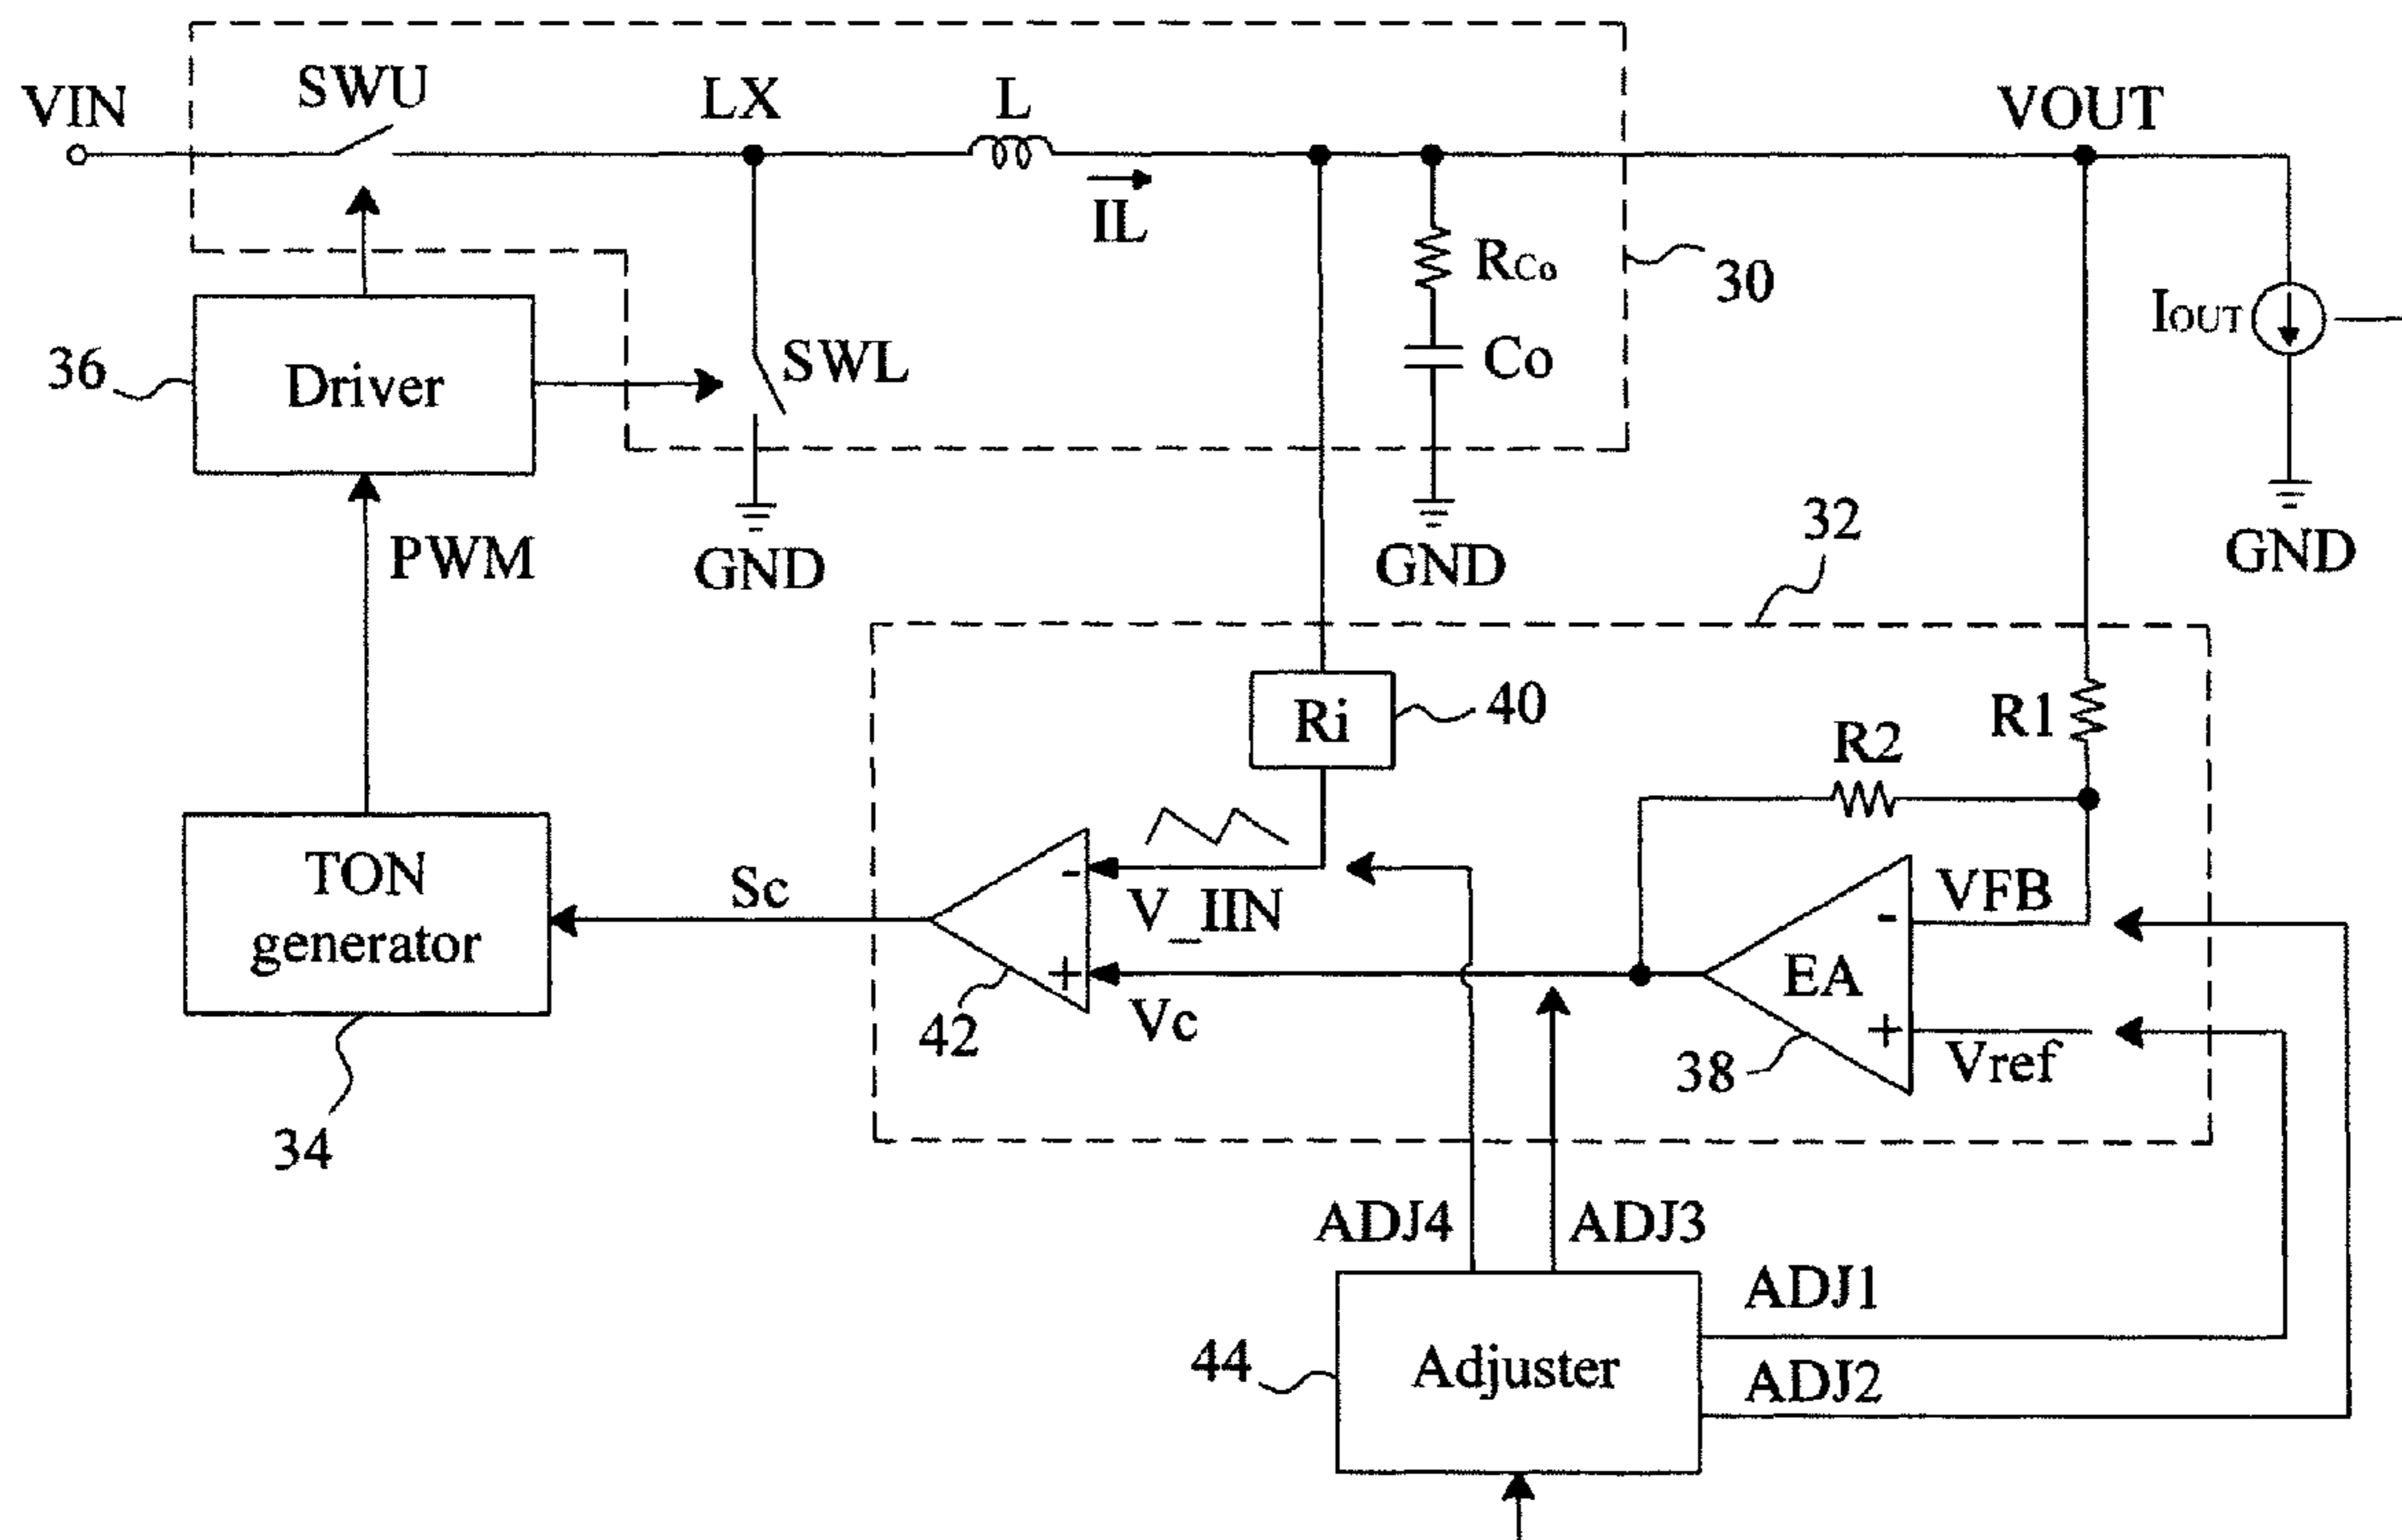 VIN
SWU
LX
L
VOUT
IL
RCo
30
IOUT
36
Driver
SWL
Co
GND
GND
GND
PWM
32
Ri
40
R1
R2
TON
generator
Sc
-
V_IIN
+
Vc
42
EA
-
VFB
+
Vref
38
34
ADJ4
ADJ3
ADJ1
ADJ2
44
Adjuster